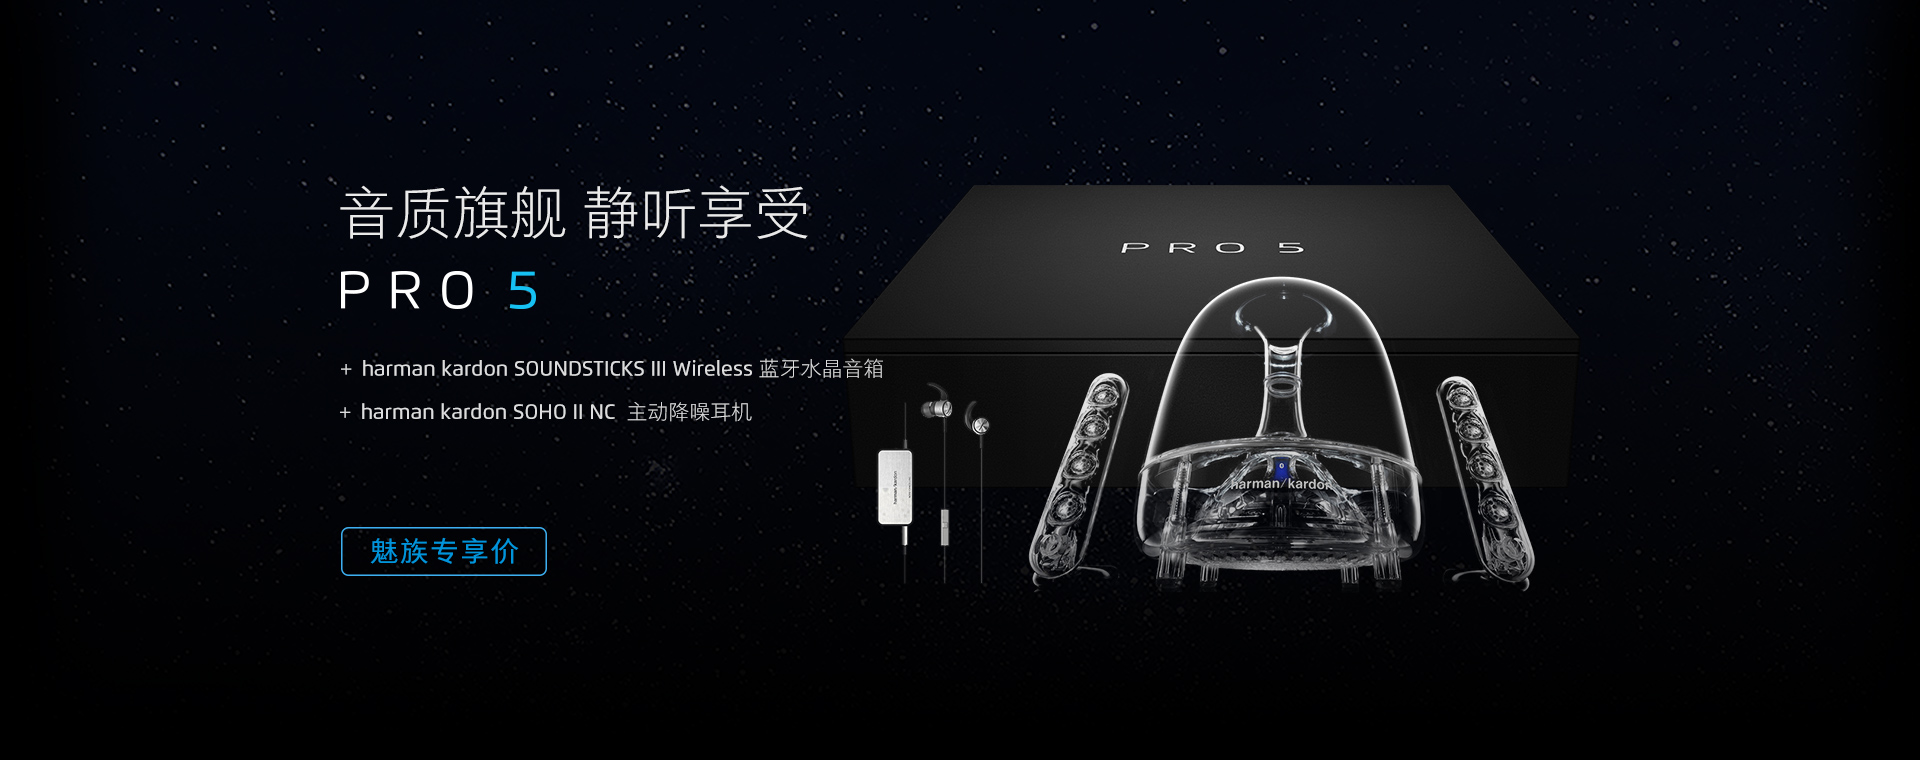 音质旗舰 静听享受
PRO 5
+ harman kardon SOUNDSTICKS III Wireless 蓝牙水晶音箱
+ harman kardon SOHO II NC 主动降噪耳机
魅族专享价
PRO 5
harman/kardon
harman kardon